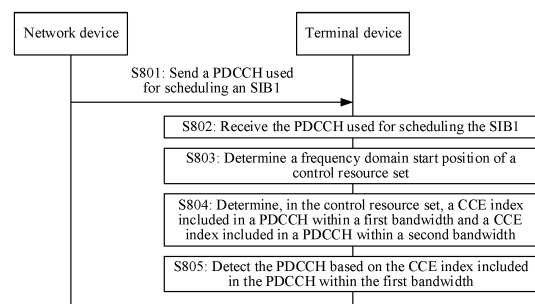 Network device
Terminal device
S801: Send a PDCCH used
for scheduling an SIB1
S802: Receive the PDCCH used for scheduling the SIB1
S803: Determine a frequency domain start position of a
control resource set
S804: Determine, in the control resource set, a CCE index
included in a PDCCH within a first bandwidth and a CCE
index included in a PDCCH within a second bandwidth
S805: Detect the PDCCH based on the CCE index included
in the PDCCH within the first bandwidth